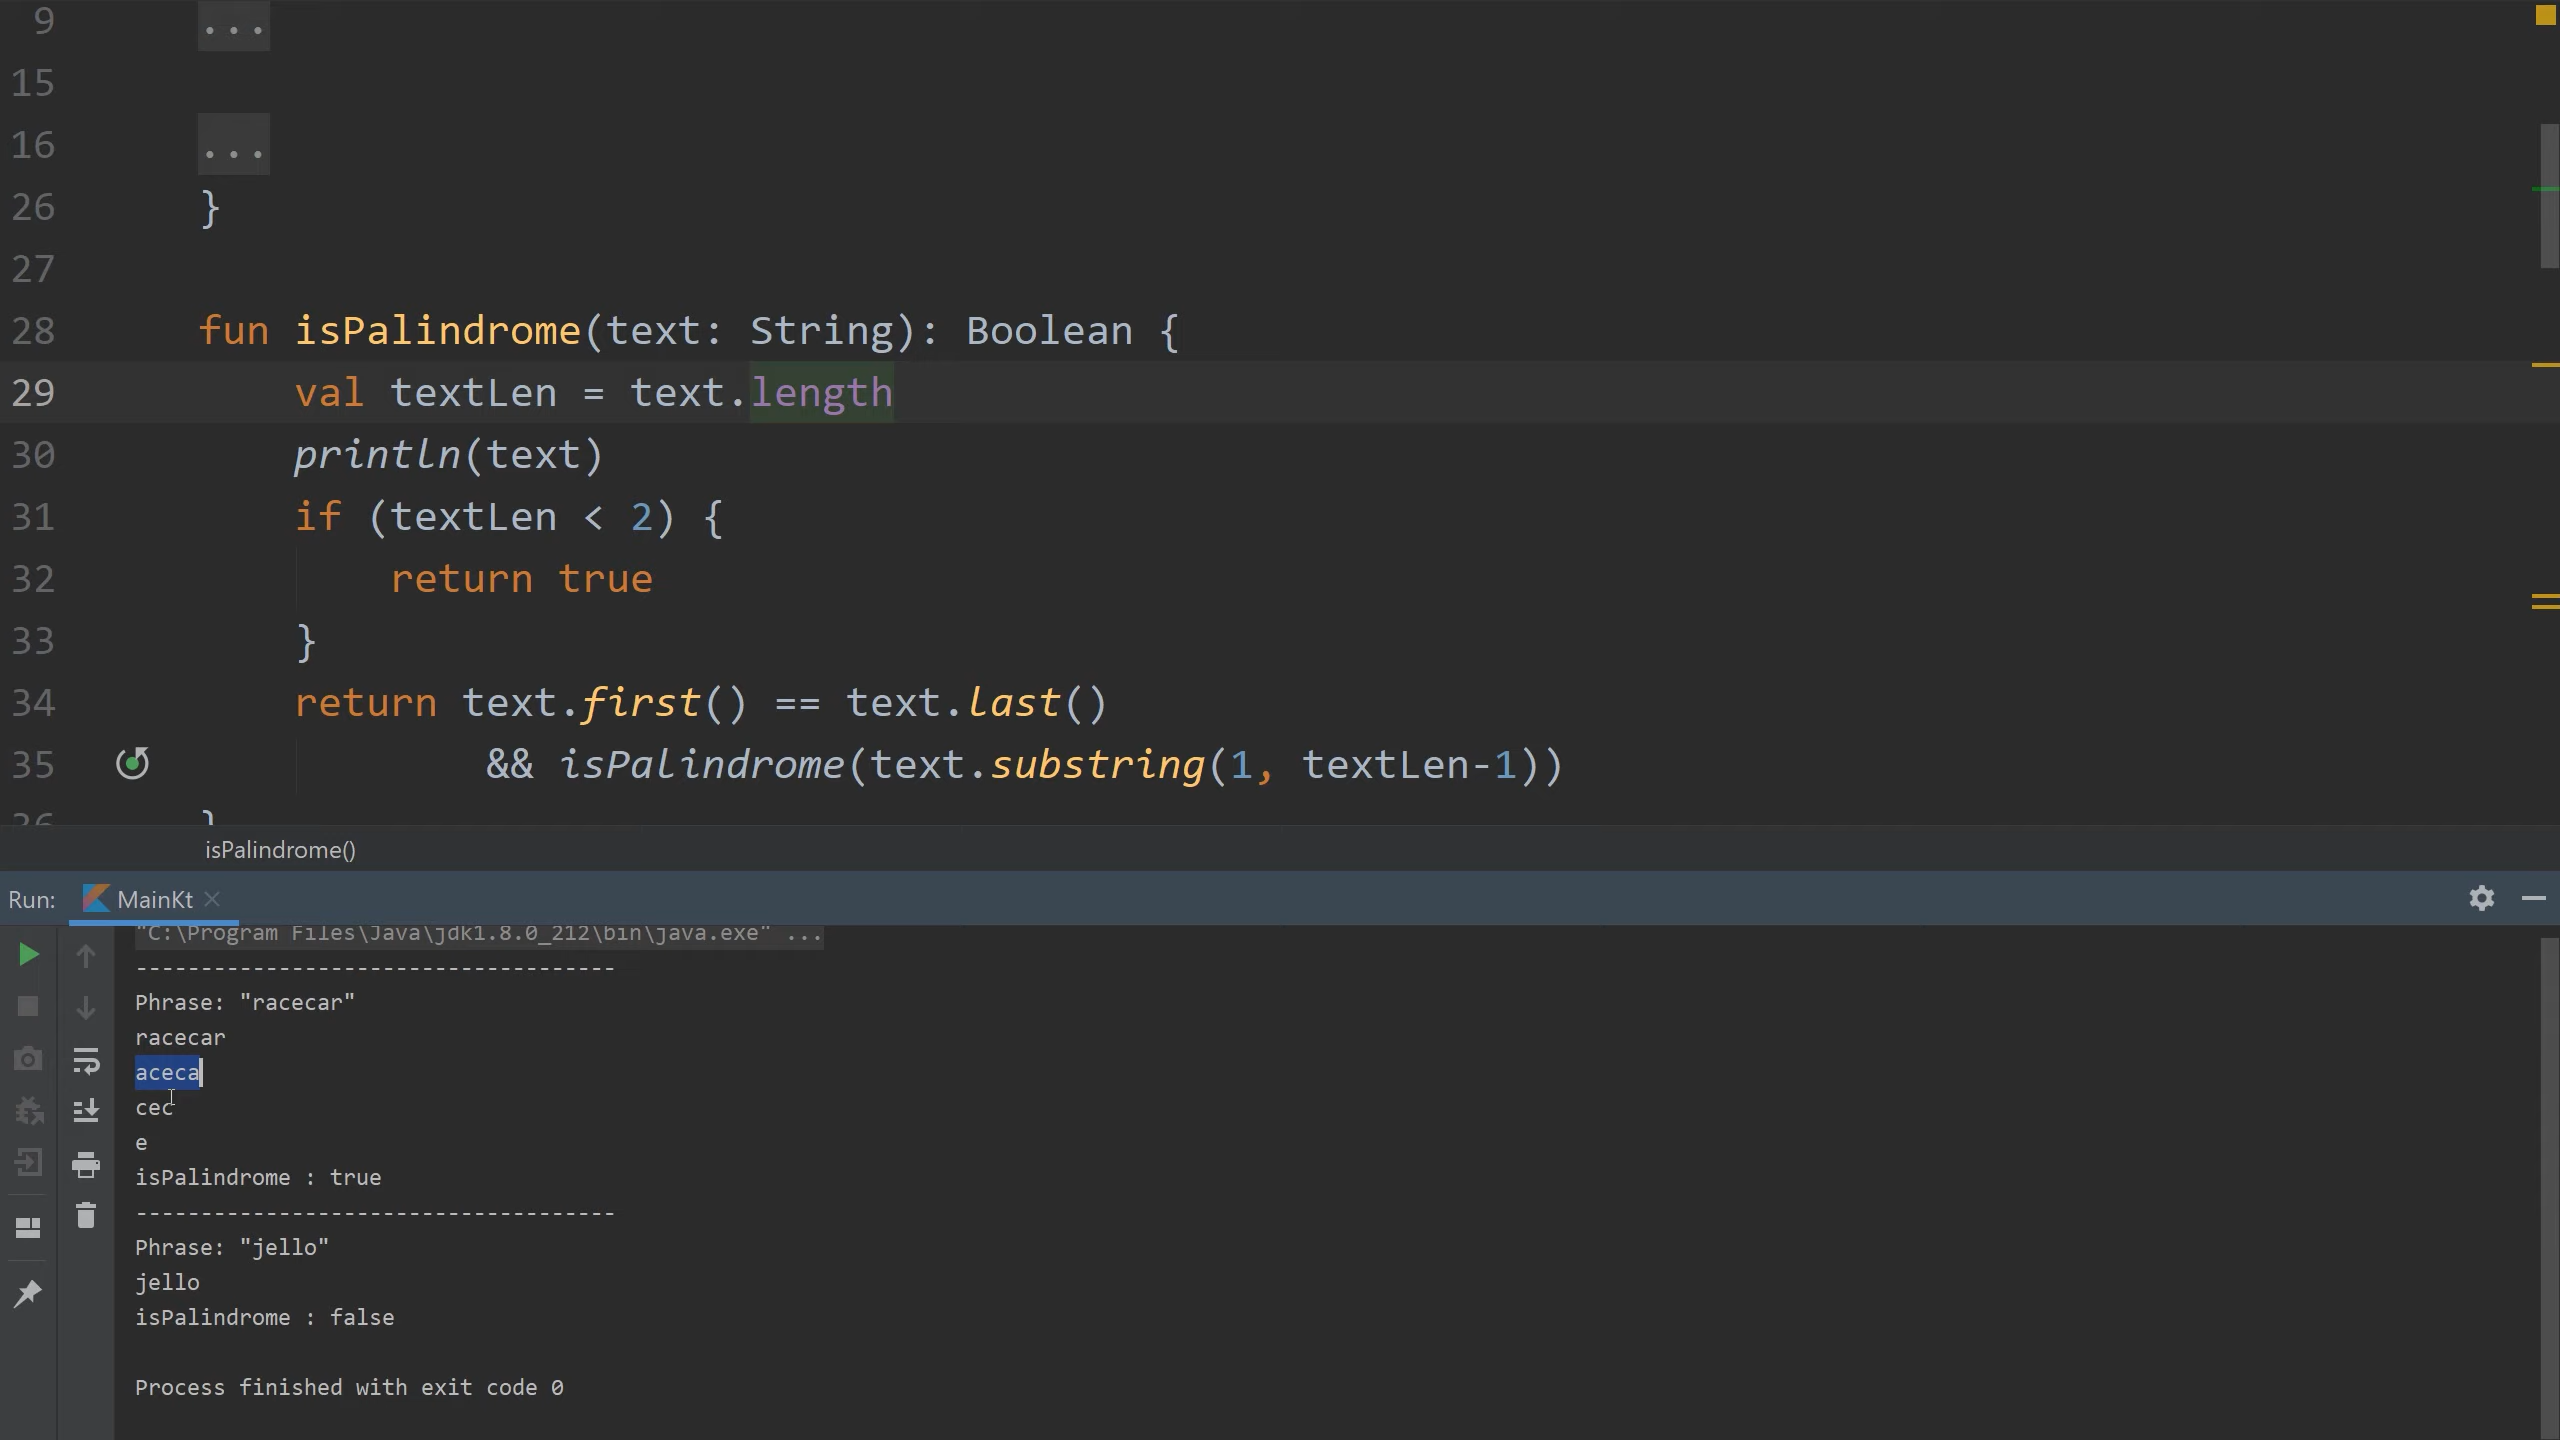 9 ...
15
16 ...
26 }
27
28 fun isPalindrome(text: String): Boolean {
29 val textLen = text.length
30 println(text)
31 if (textLen < 2) {
32 return true
33 }
34 return text.first() == text.last()
35 && isPalindrome(text.substring(1, textLen-1))
36 }
isPalindrome()
Run: MainKt
"C:\Program Files\Java\jdk1.8.0_212\bin\java.exe" ...
-------------------------------------
Phrase: "racecar"
racecar
aceca
cec
e
isPalindrome : true
-------------------------------------
Phrase: "jello"
jello
isPalindrome : false
Process finished with exit code 0